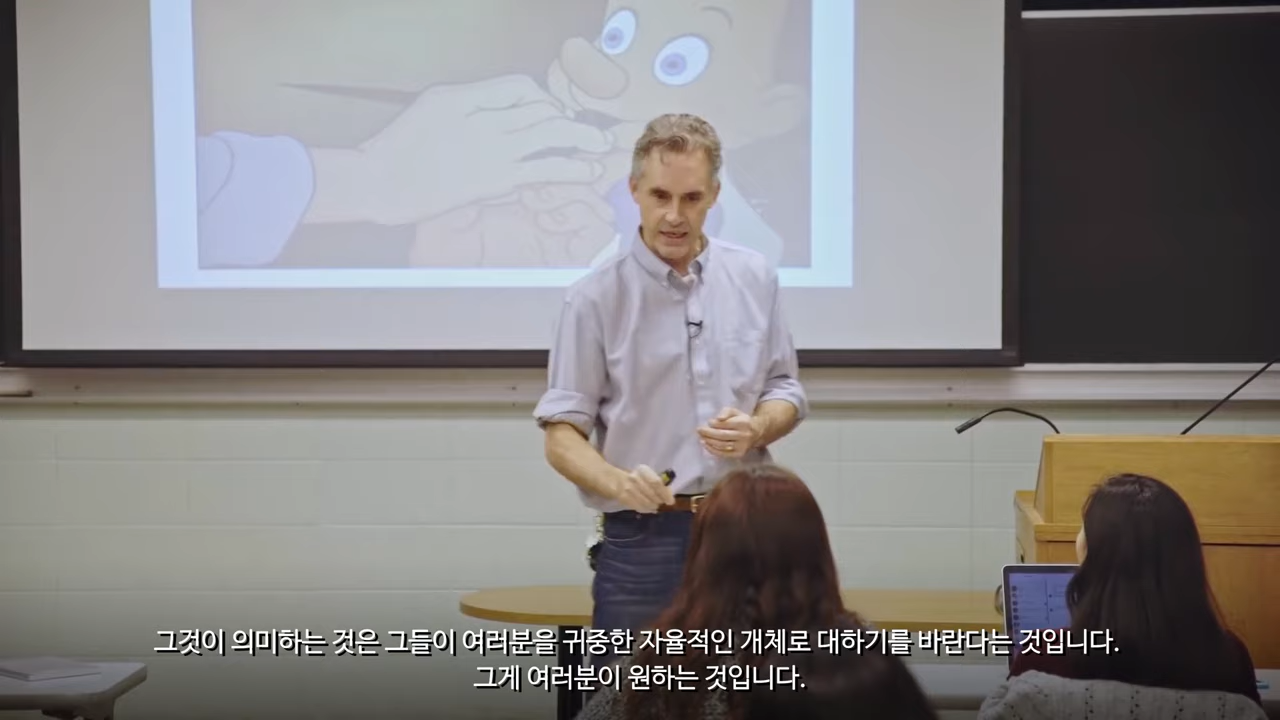 그것이 의미하는 것은 그들이 여러분을 귀중한 자율적인 개체로 대하기를 바란다는 것입니다.
그게 여러분이 원하는 것입니다.